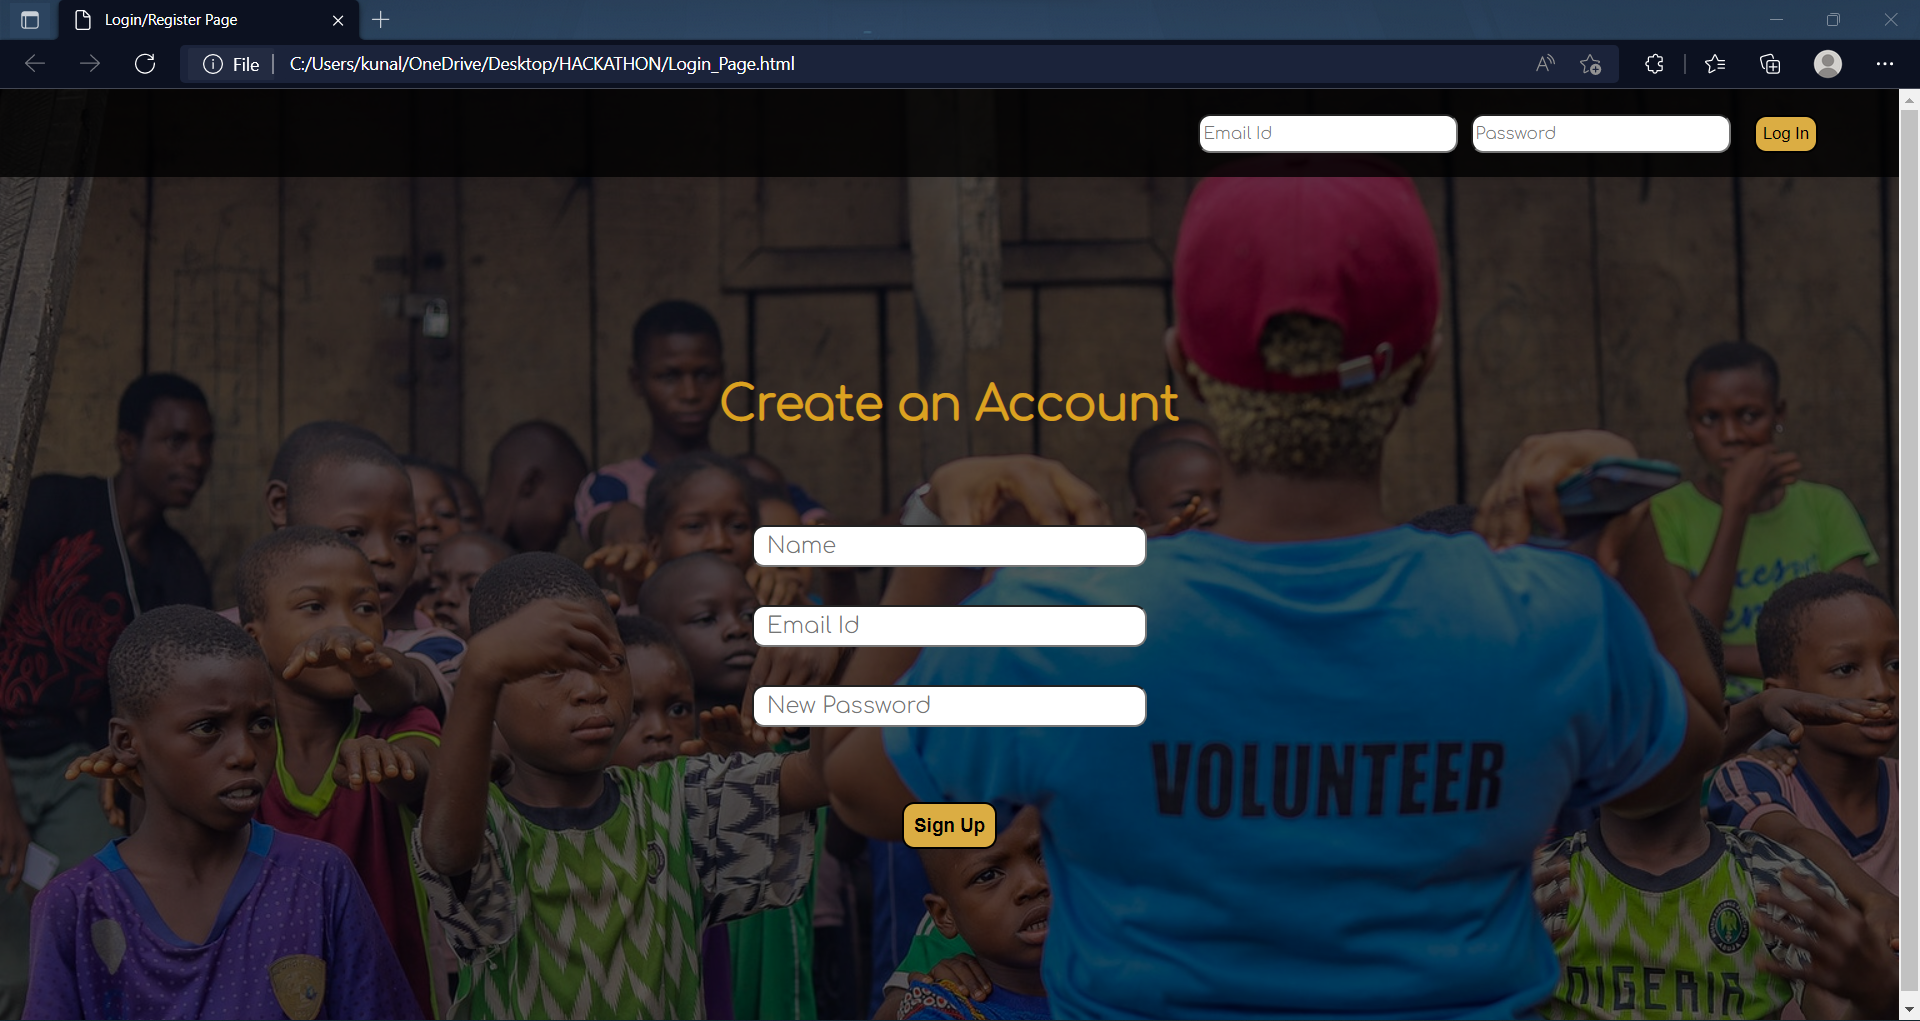 Login/Register Page
File
C:/Users/kunal/OneDrive/Desktop/HACKATHON/Login_Page.html
Email Id
Password
Log In
Create an Account
Name
Email Id
New Password
Sign Up
VOLUNTEER
NIGERIA